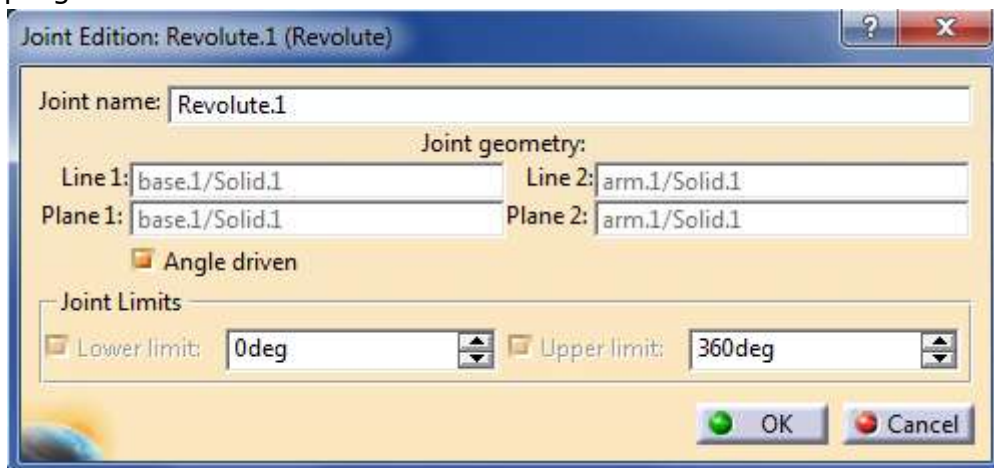 Joint Edition: Revolute.1 (Revolute)
?
X
Joint name: Revolute.1
Joint geometry:
Line 1: base.1/Solid.1 Line 2: arm.1/Solid.1
Plane 1: base.1/Solid.1 Plane 2: arm.1/Solid.1
Angle driven
Joint Limits
Lower limit: 0deg Upper limit: 360deg
OK Cancel